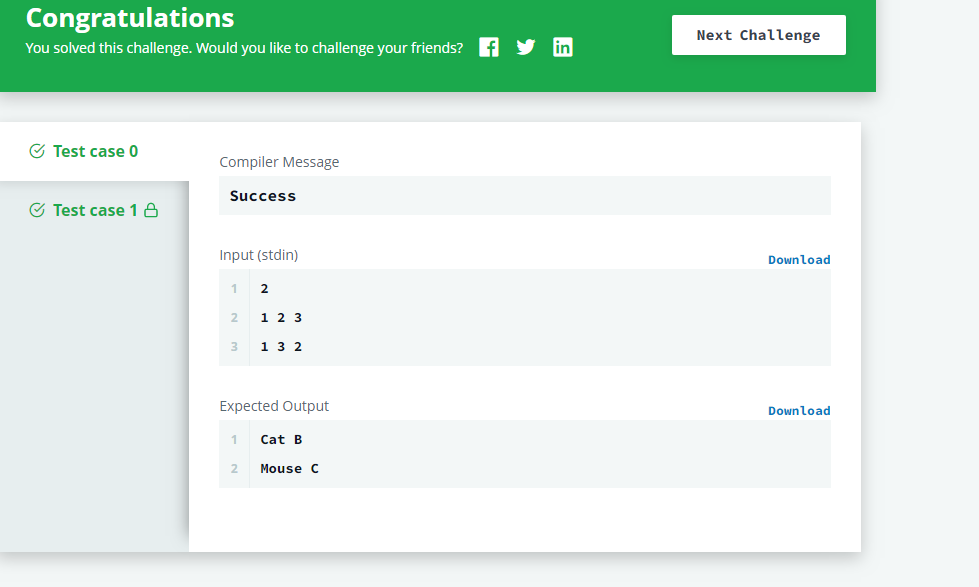 Congratulations
You solved this challenge. Would you like to challenge your friends?
Next Challenge
Test case 0
Test case 1
Compiler Message
Success
Input (stdin)
Download
1 2
2 1 2 3
3 1 3 2
Expected Output
Download
1 Cat B
2 Mouse C